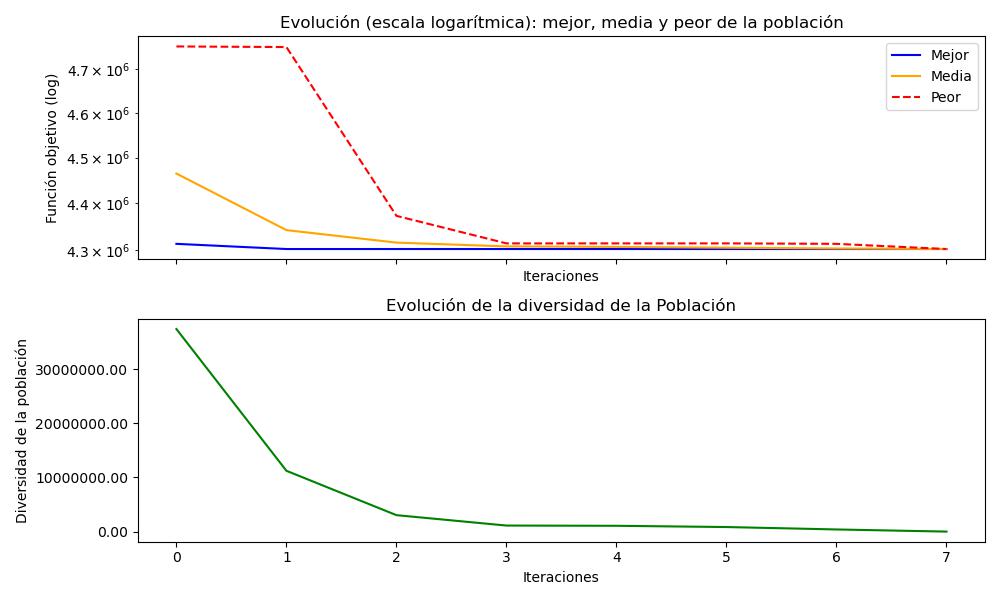 Evolución (escala logarítmica): mejor, media y peor de la población
Función objetivo (log)
4.7 × 10⁶
4.6 × 10⁶
4.5 × 10⁶
4.4 × 10⁶
4.3 × 10⁶
Mejor
Media
Peor
Iteraciones
Evolución de la diversidad de la Población
Diversidad de la población
30000000.00
20000000.00
10000000.00
0.00
0 1 2 3 4 5 6 7
Iteraciones